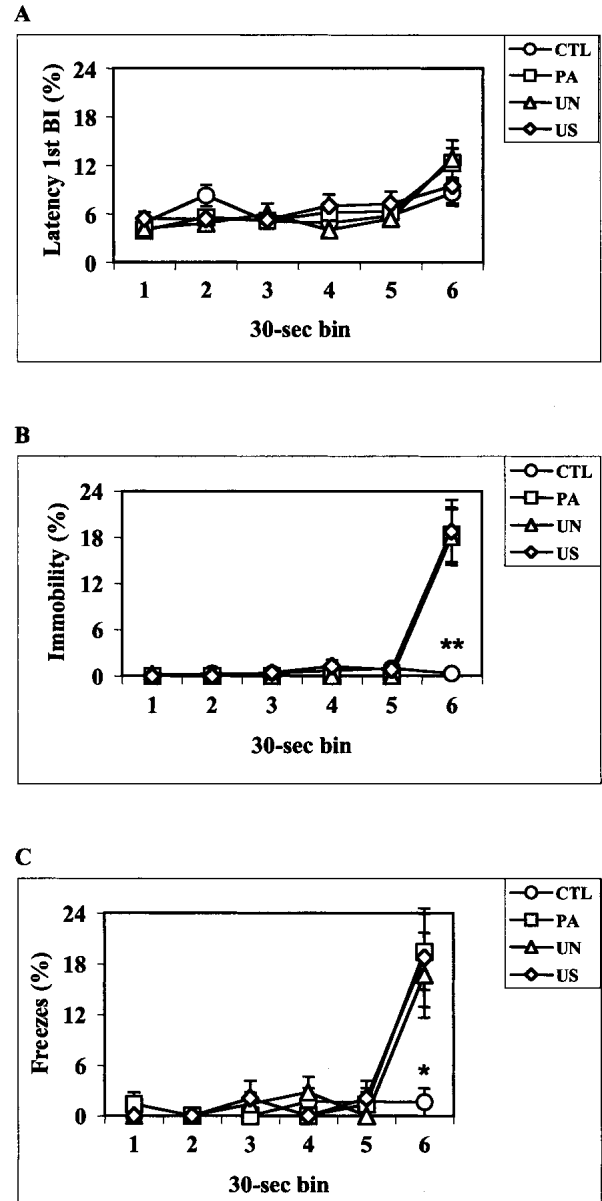 A
Latency 1st BI (%)
24
18
12
6
0
1 2 3 4 5 6
30-sec bin
CTL
PA
UN
US
B
Immobility (%)
24
18
12
6
0
**
1 2 3 4 5 6
30-sec bin
CTL
PA
UN
US
C
Freezes (%)
24
18
12
6
0
*
1 2 3 4 5 6
30-sec bin
CTL
PA
UN
US